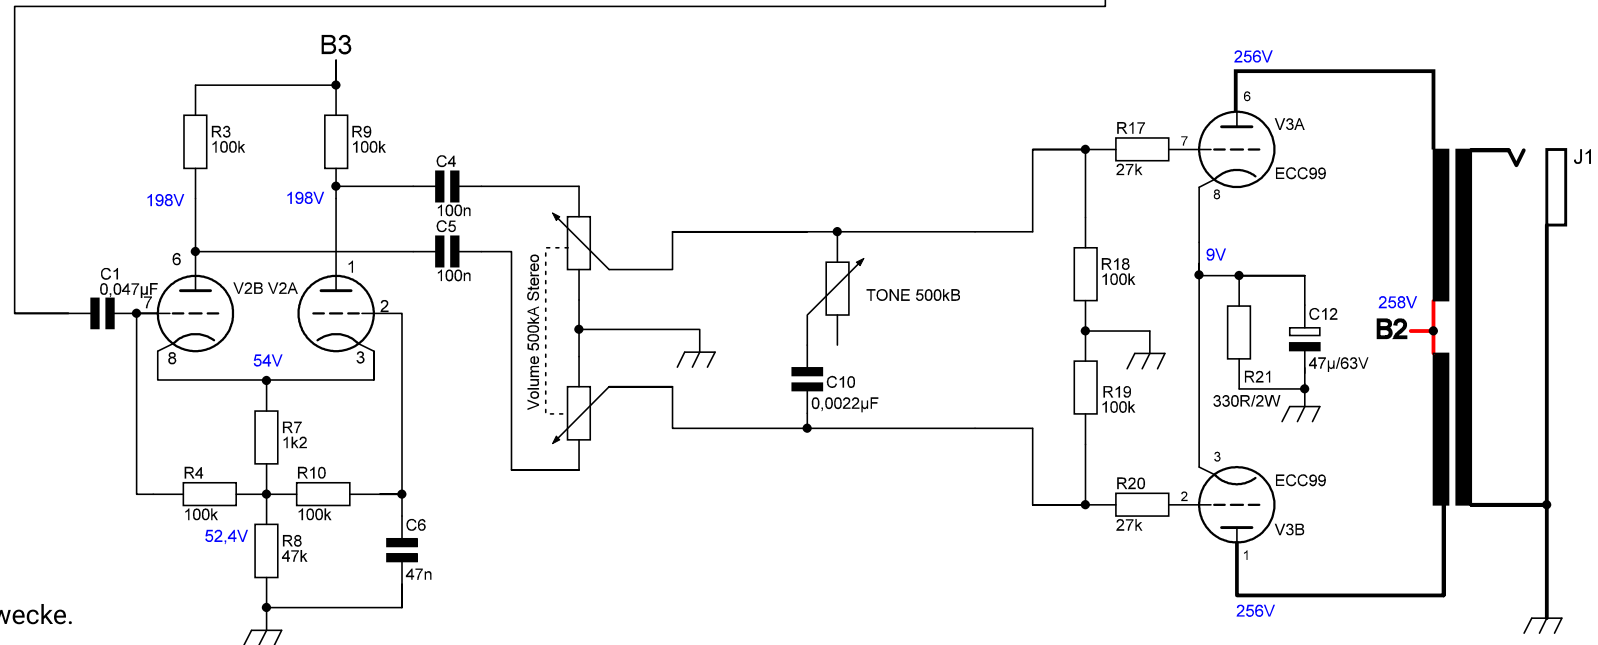 B3
256V
6
V3A
R3
100k
R9
100k
R17
27k
7
ECC99
J1
C4
100n
8
198V
198V
C5
100n
9V
6
1
C1
0,047µF
7
V2B V2A
2
Volume 500kA Stereo
R18
100k
TONE 500kB
258V
B2
C12
47µ/63V
8
3
54V
C10
0,0022µF
R19
100k
R21
330R/2W
R7
1k2
3
ECC99
R4
100k
R10
100k
R20
27k
2
V3B
52,4V
R8
47k
C6
47n
1
256V
wecke.